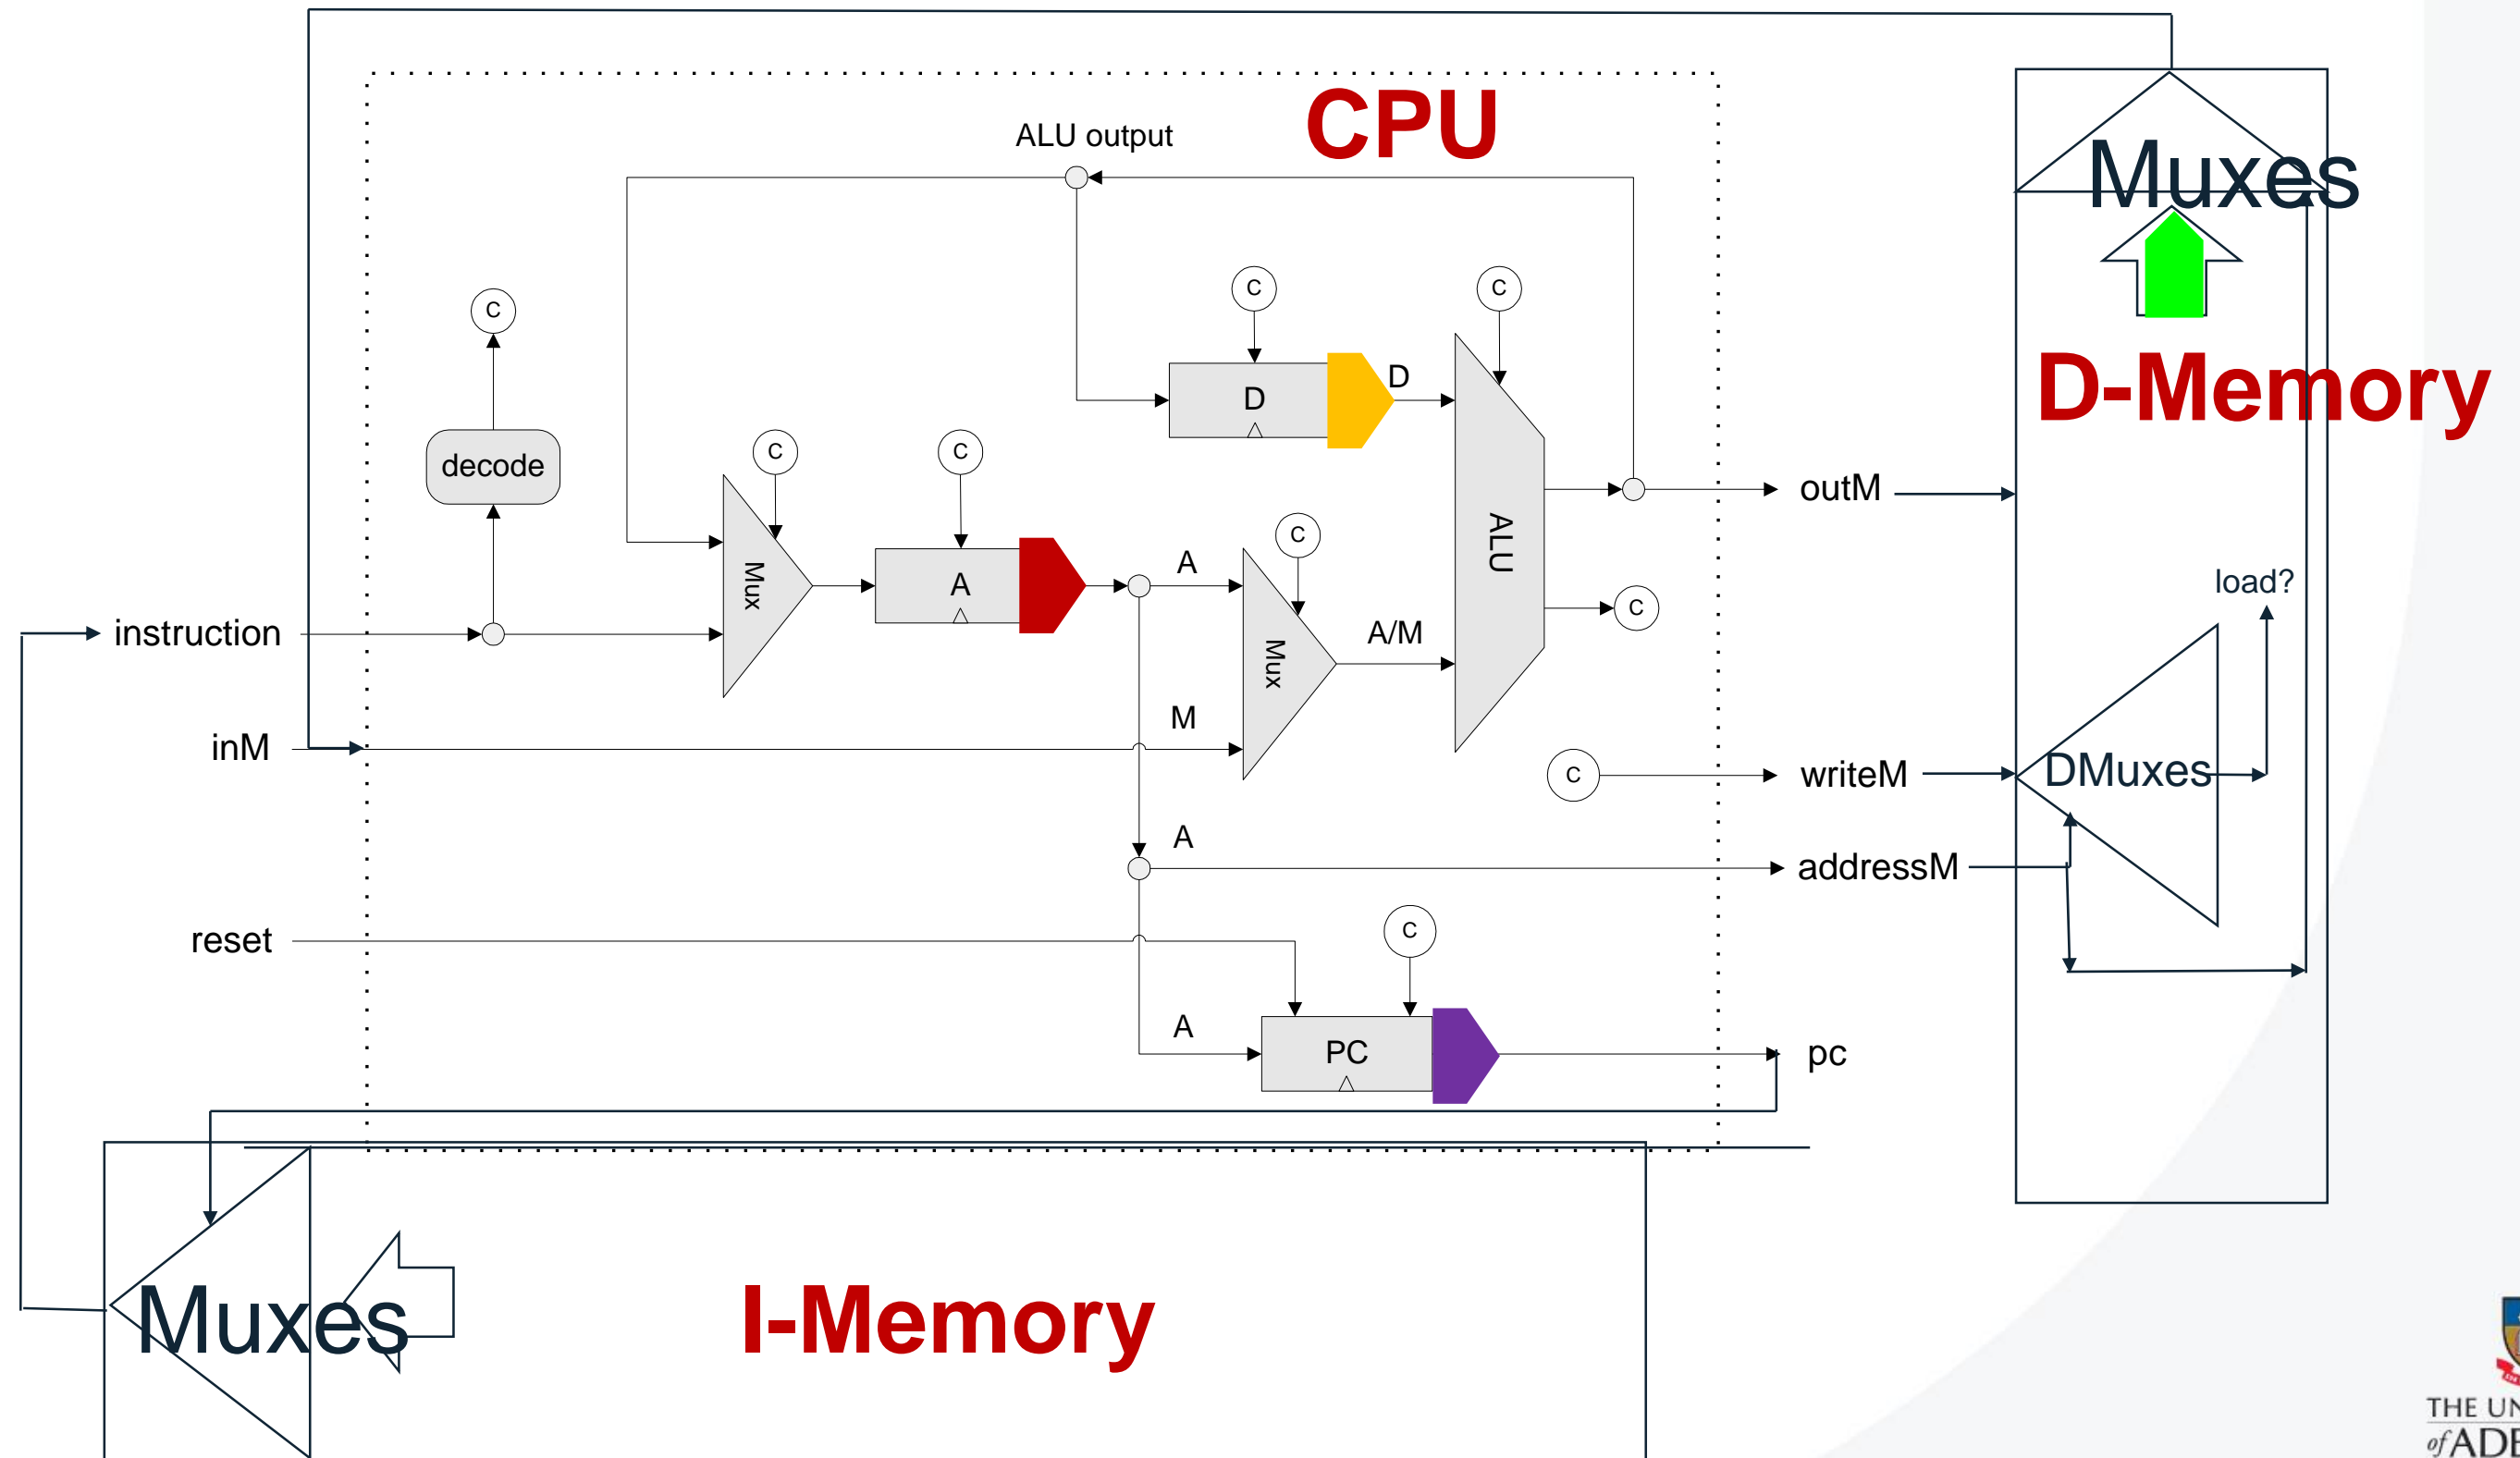 CPU
ALU output
Muxes
C
C
C
D
D
D-Memory
C
C
decode
outM
C
ALU
Mux
A
A
load?
C
A/M
instruction
Mux
M
inM
C
writeM
DMuxes
A
addressM
C
reset
A
PC
pc
Muxes
I-Memory
THE UN
of ADE